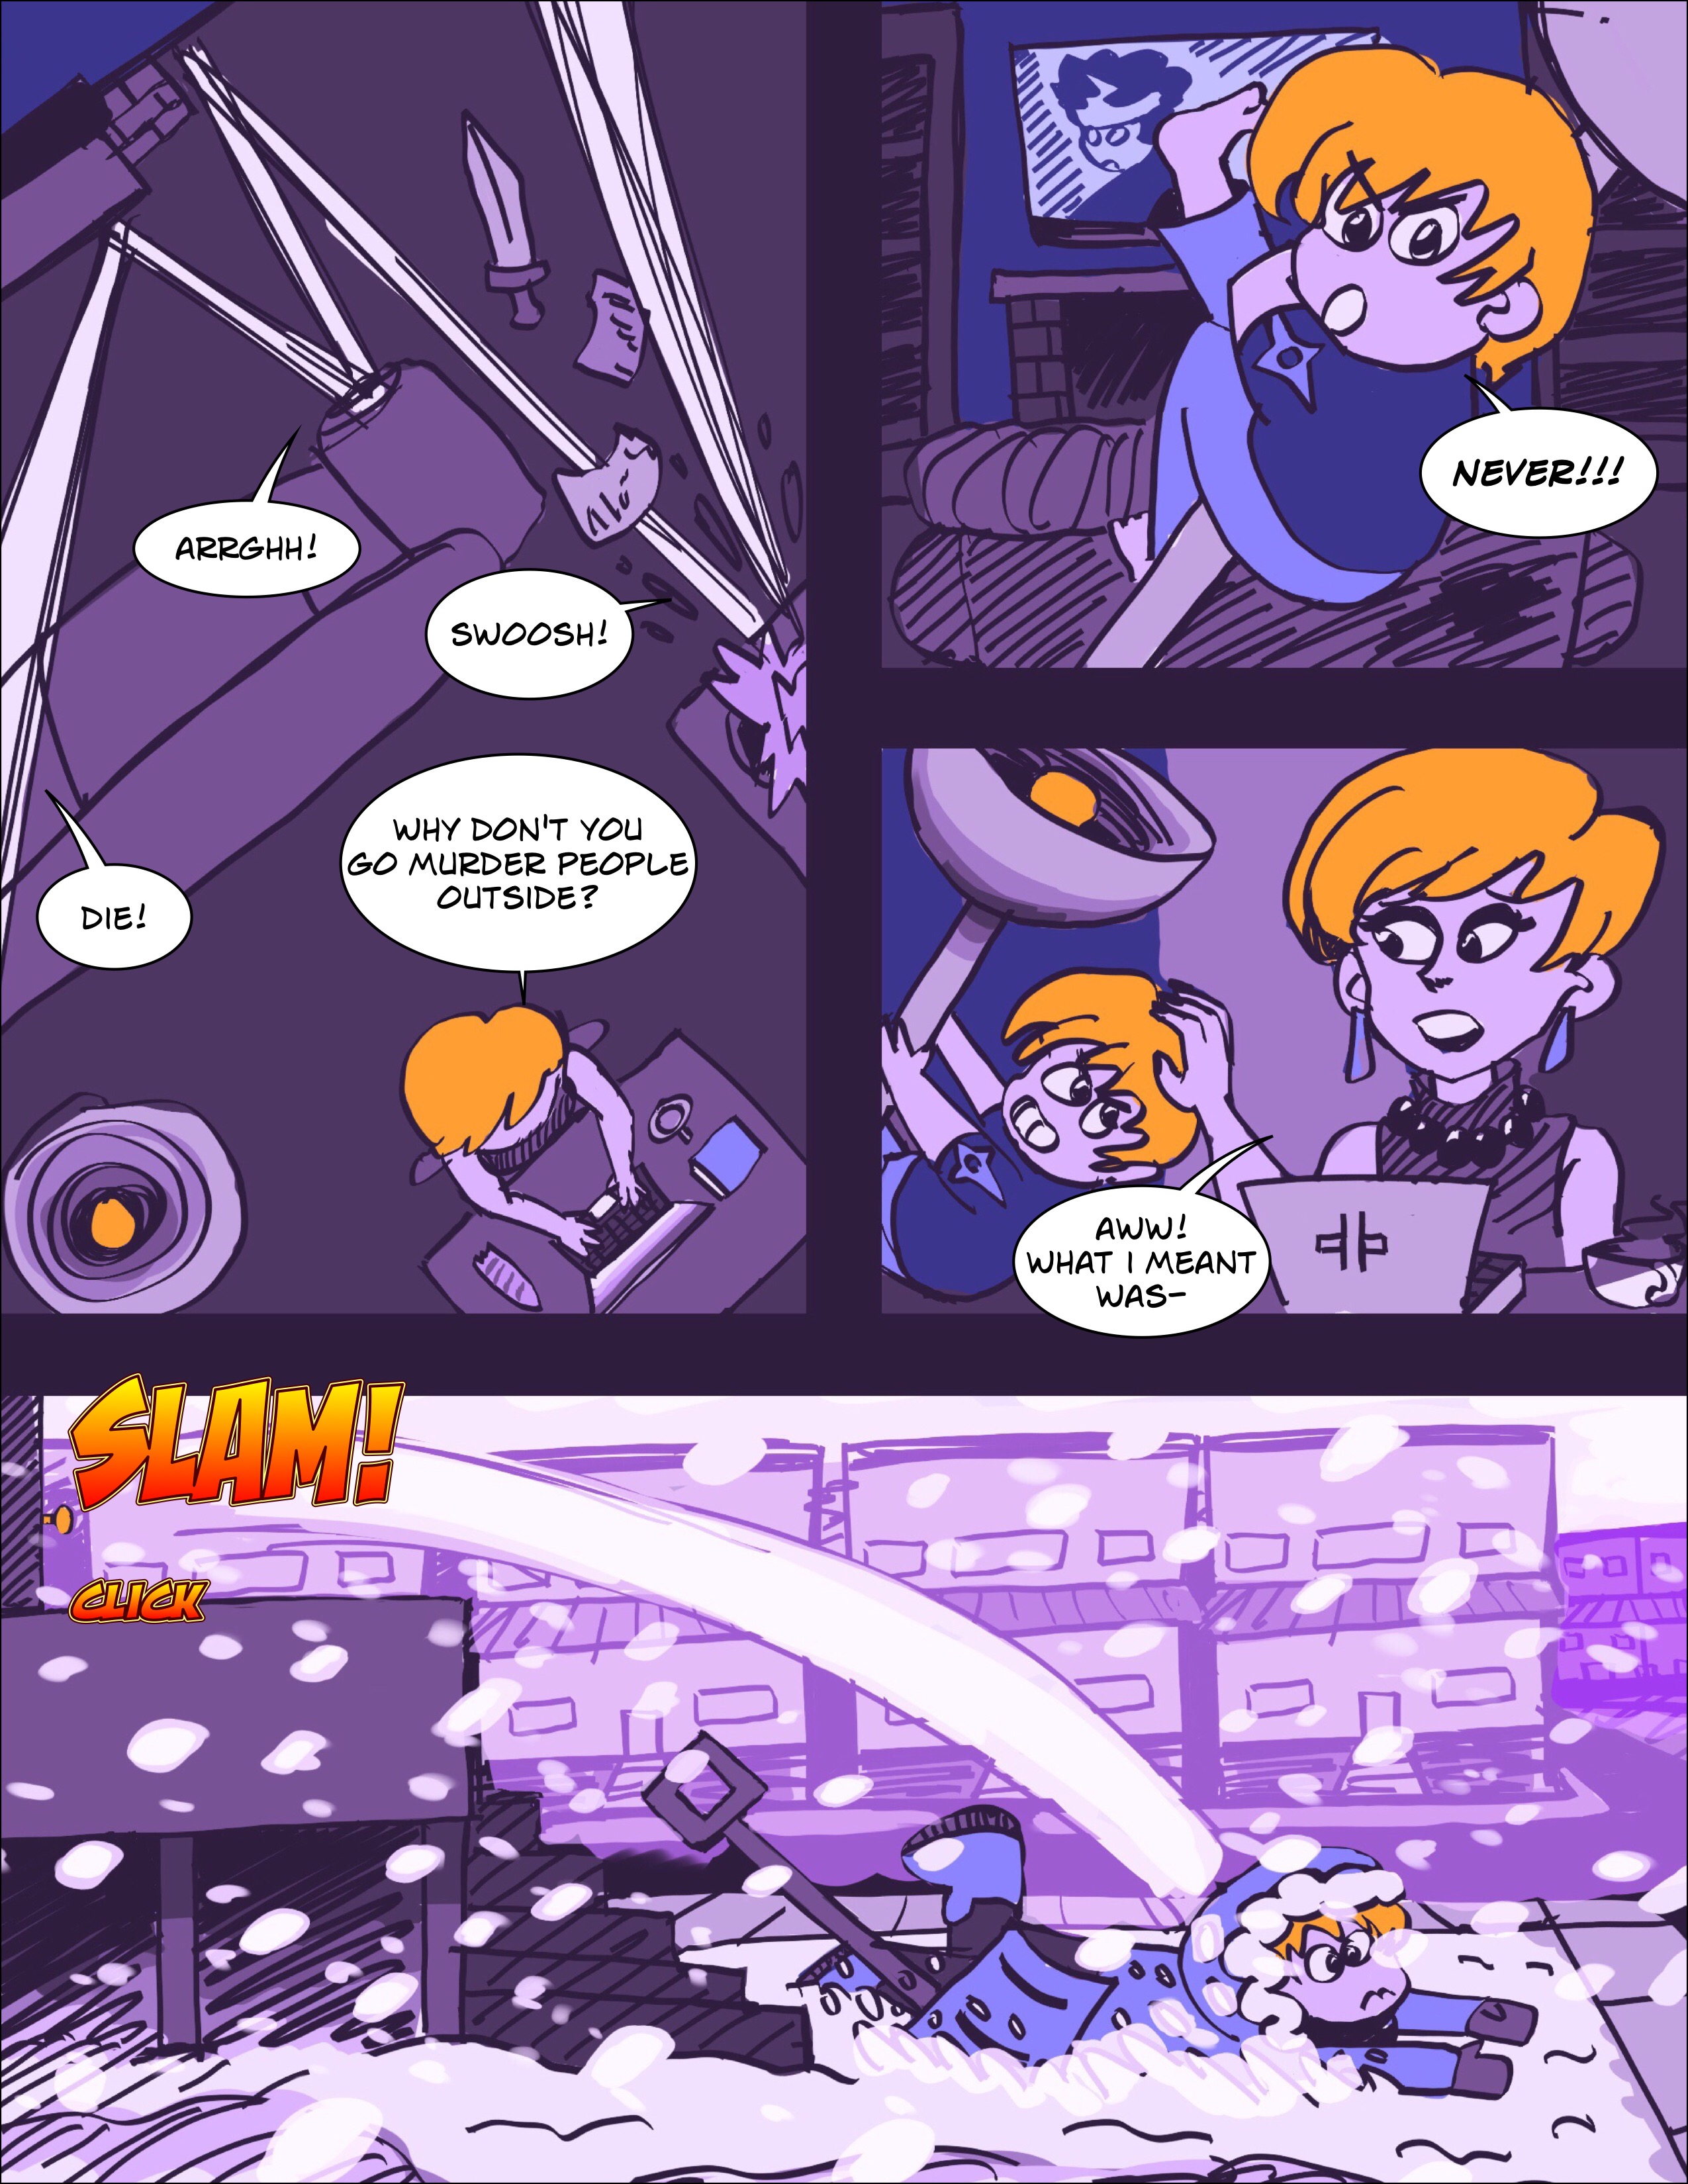 ARRGHH!
SWOOSH!
DIE!
WHY DON'T YOU
GO MURDER PEOPLE
OUTSIDE?
NEVER!!!
AWW!
WHAT I MEANT
WAS-
SLAM!
CLICK